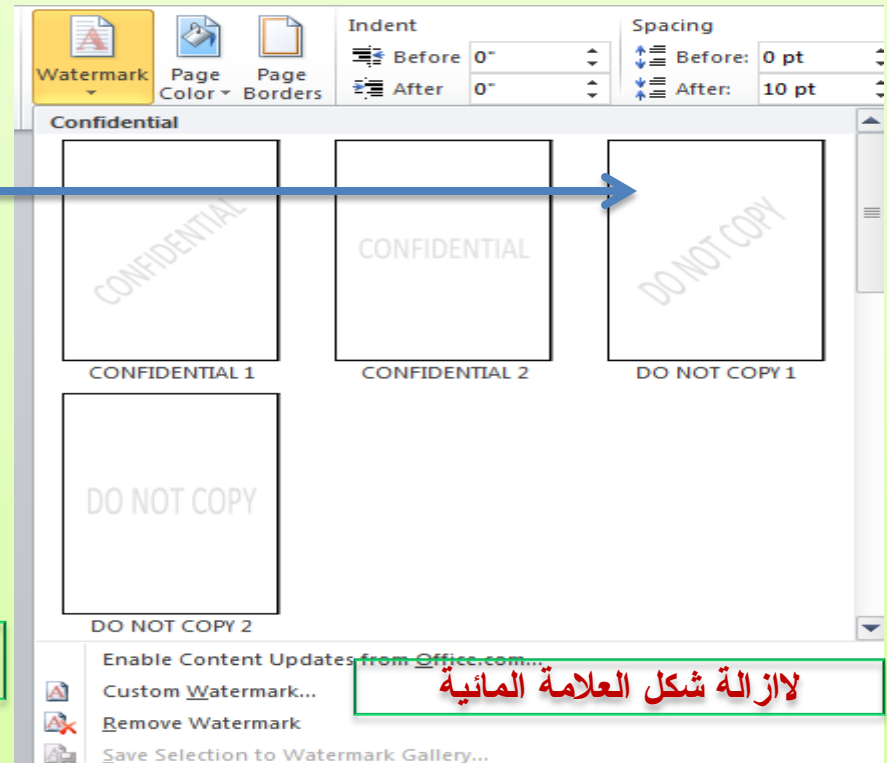 Indent Spacing
Watermark Page Color Page Borders
Before 0" Before: 0 pt
After 0" After: 10 pt
Confidential
CONFIDENTIAL CONFIDENTIAL DO NOT COPY
CONFIDENTIAL 1 CONFIDENTIAL 2 DO NOT COPY 1
DO NOT COPY
DO NOT COPY 2
Enable Content Updates from Office.com...
لاازالة شكل العلامة المائية
Custom Watermark...
Remove Watermark
Save Selection to Watermark Gallery...